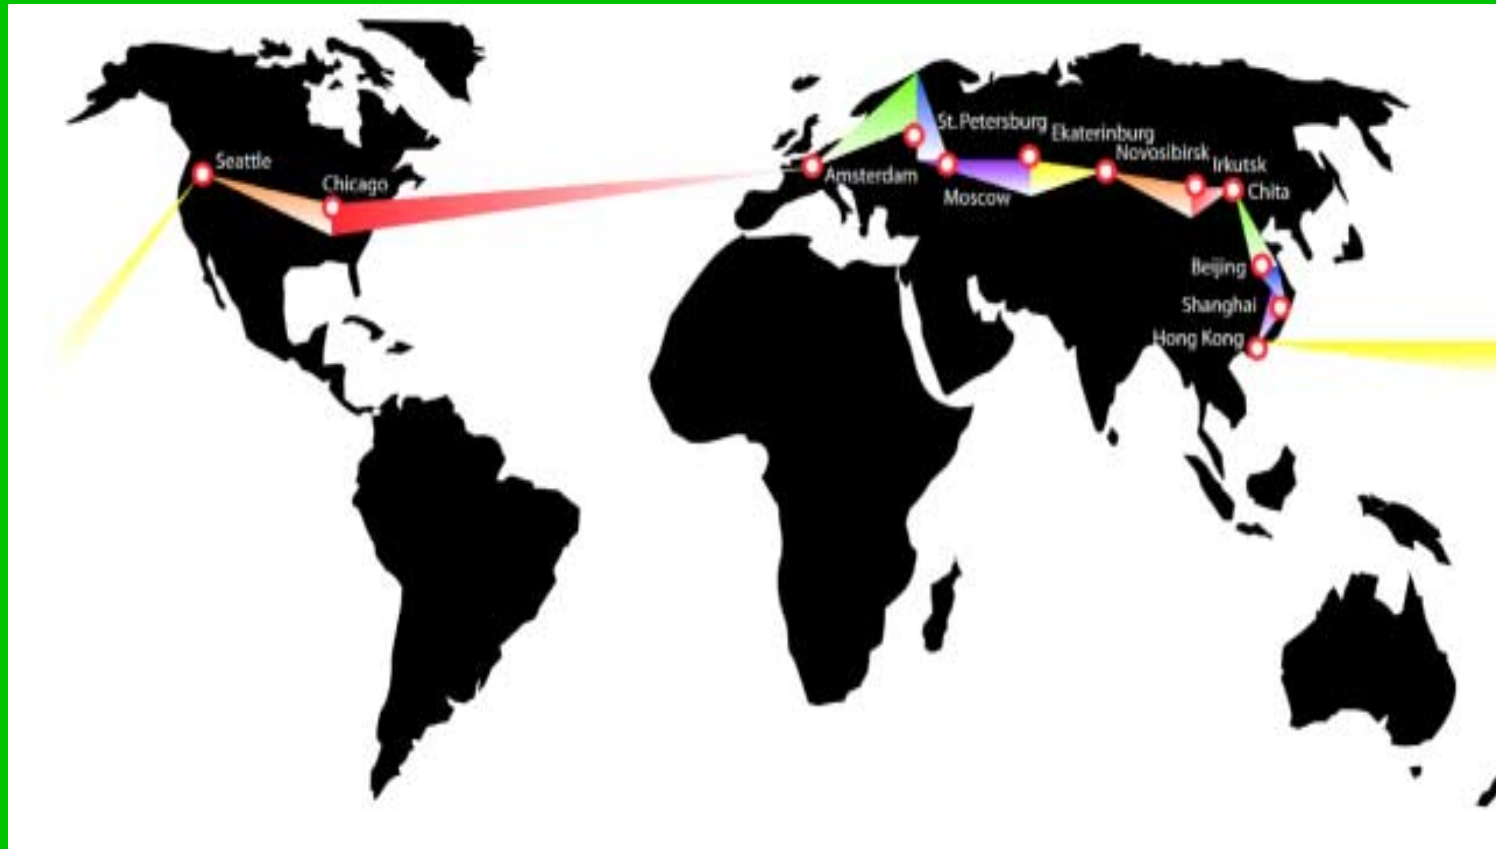 Seattle
Chicago
Amsterdam
St. Petersburg
Moscow
Ekaterinburg
Novosibirsk
Irkutsk
Chita
Beijing
Shanghai
Hong Kong